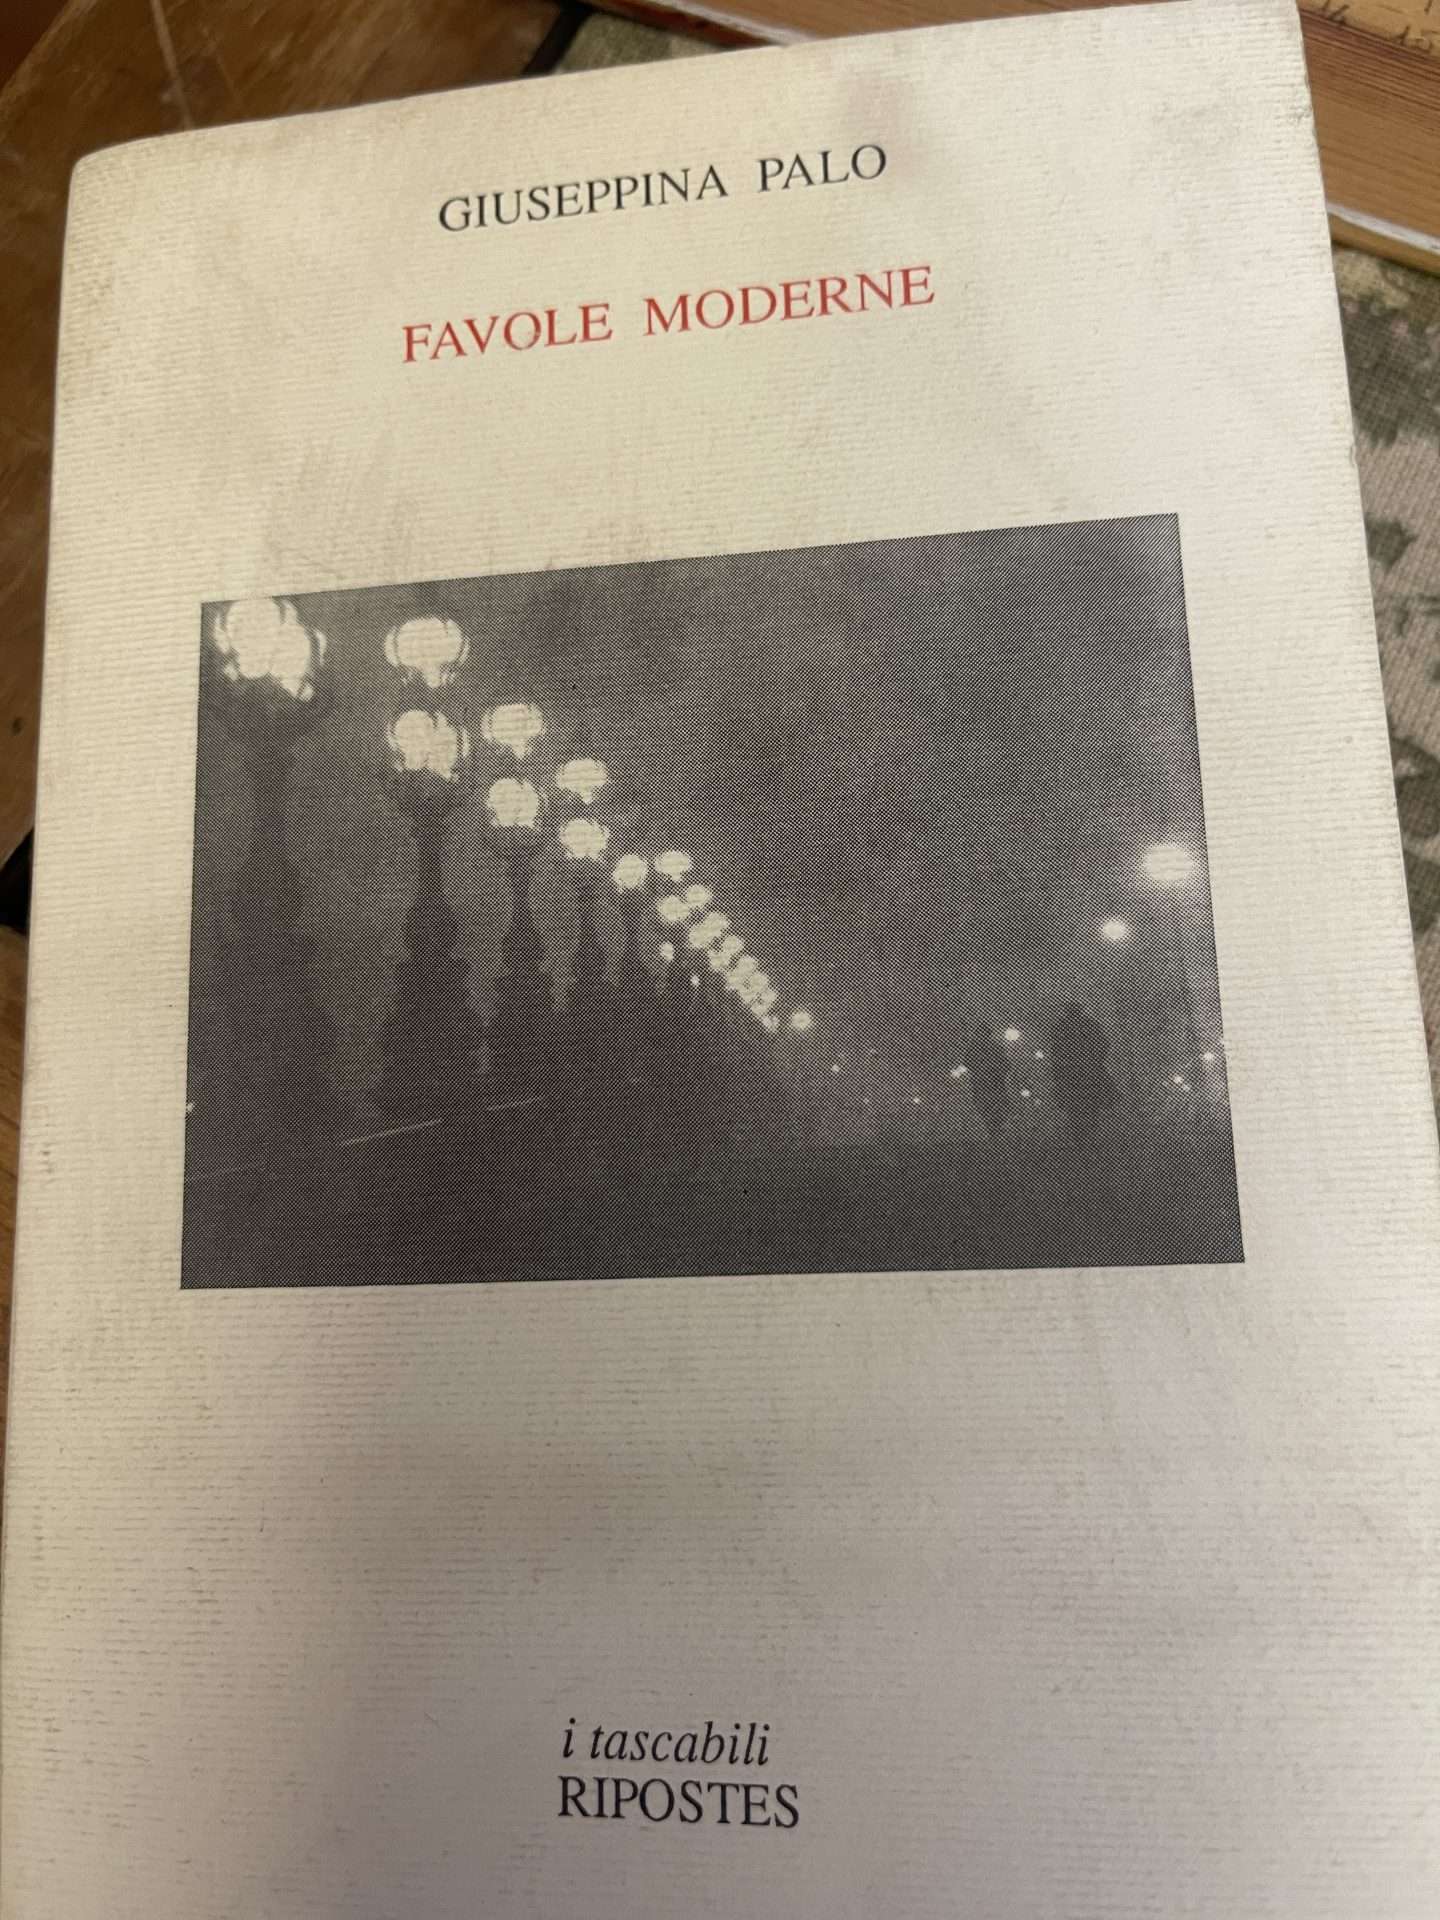 GIUSEPPINA PALO
FAVOLE MODERNE
i tascabili
RIPOSTES